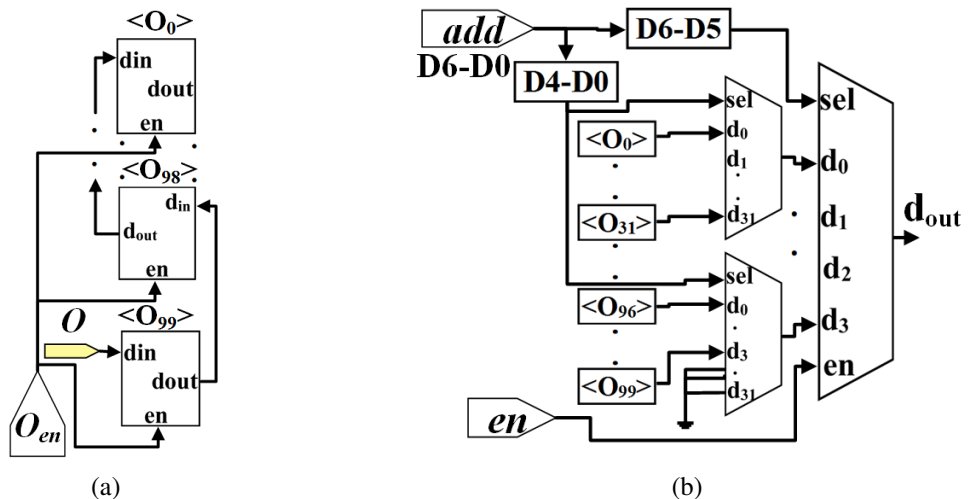 <O₀>
din
dout
en
<O₉₈>
dᵢₙ
dₒᵤₜ
en
<O₉₉>
O
din
dout
en
Oₑₙ
(a)
add
D6-D0
D6-D5
D4-D0
sel
<O₀>
d₀
d₁
<O₃₁>
d₃₁
sel
<O₉₆>
d₀
d₃
<O₉₉>
d₃₁
en
sel
d₀
d₁
d₂
d₃
en
dₒᵤₜ
(b)